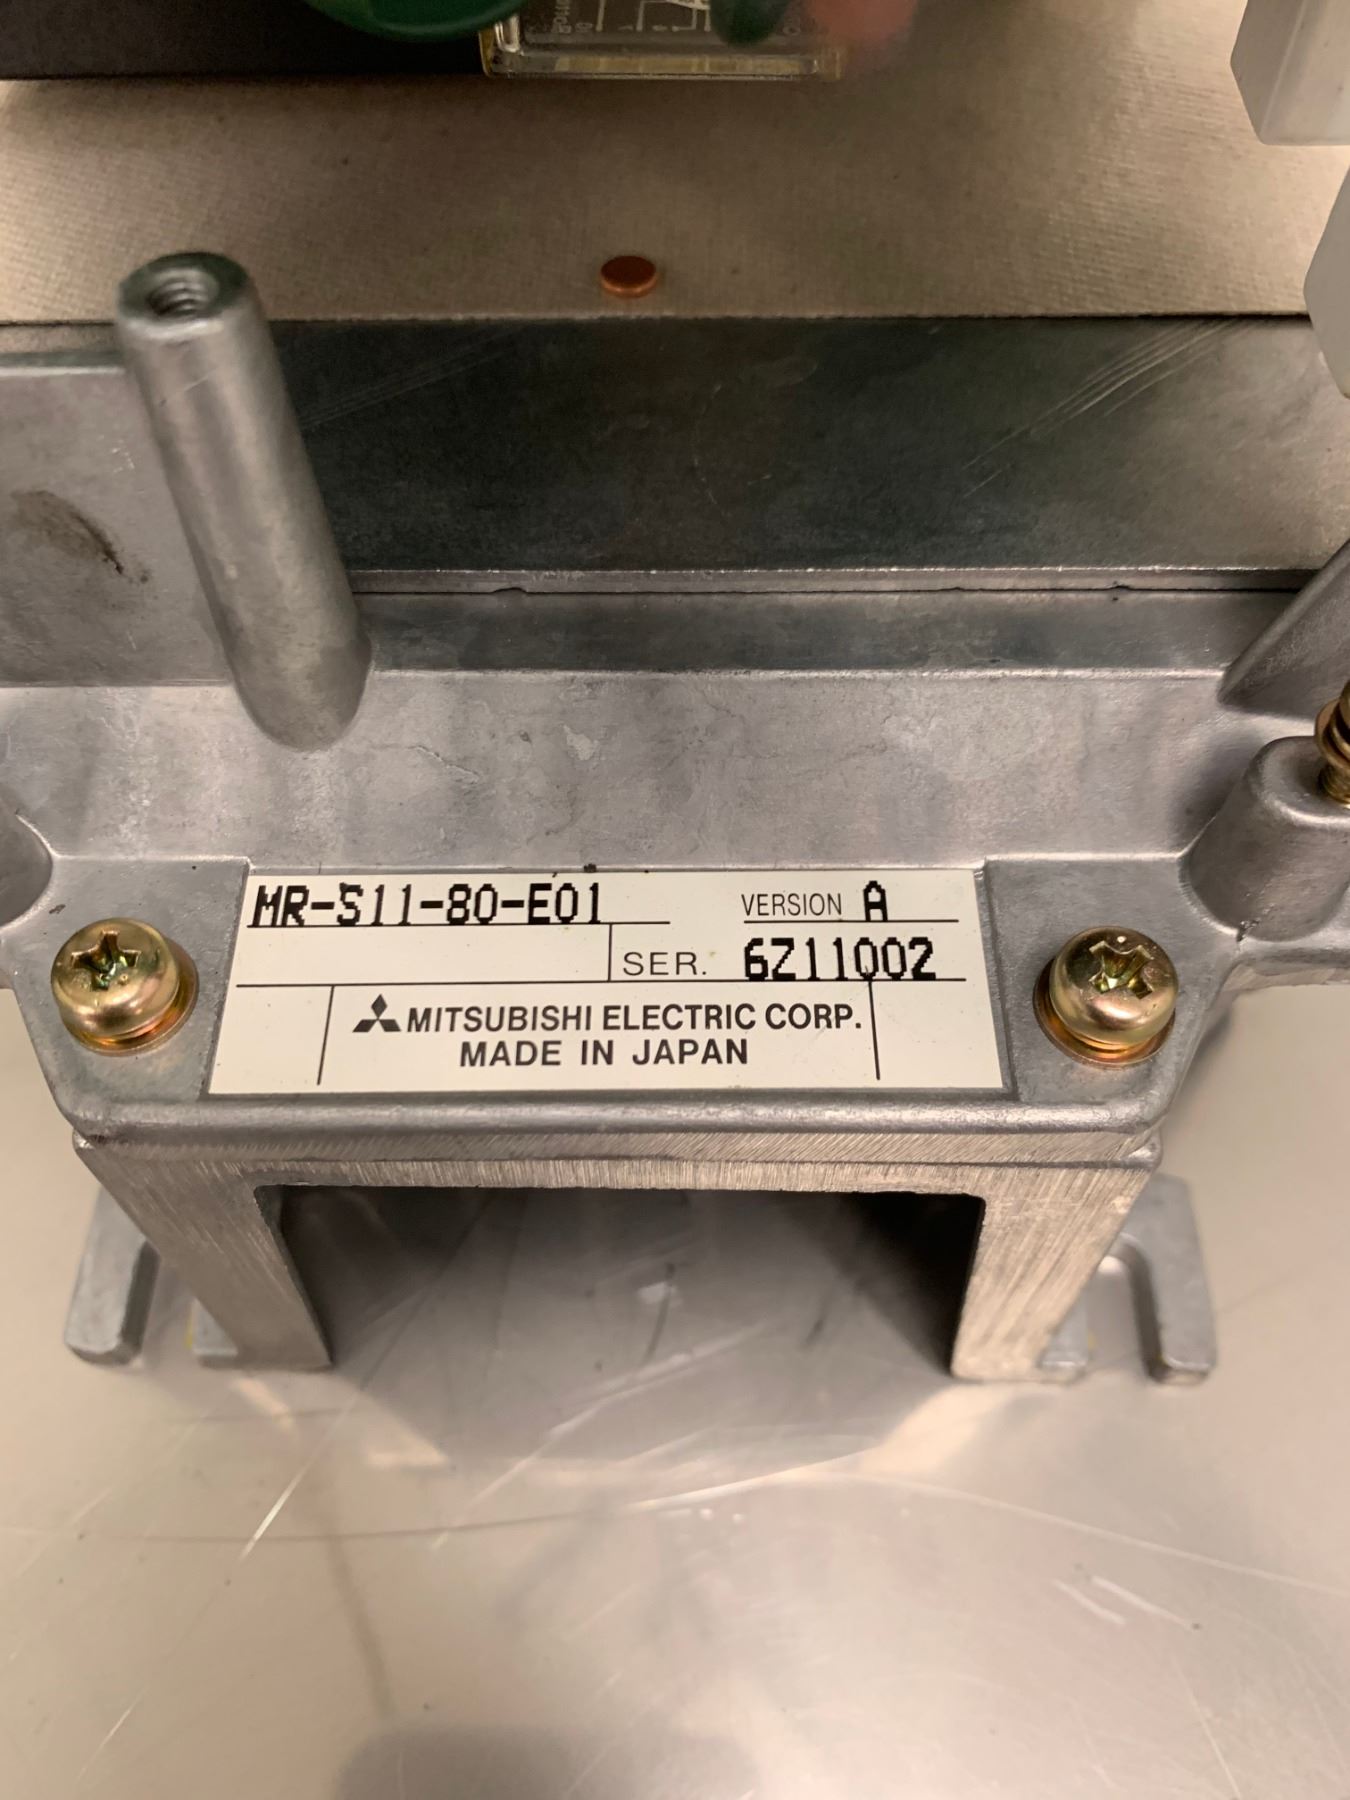 MR-S11-80-E01 VERSION A
SER. 6Z11002
MITSUBISHI ELECTRIC CORP.
MADE IN JAPAN